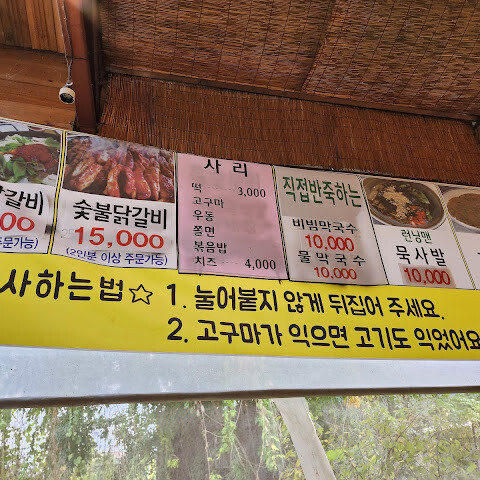 갈비
00
주문가능)
숯불닭갈비
15,000
(2인분 이상 주문가능)
사 리
떡 ......... 3,000
고구마
우동
쫄면
볶음밥
치즈 ......... 4,000
직접반죽하는
비빔막국수
10,000
물 막 국 수
10,000
런닝맨
묵사발
10,000
사하는법☆ 1. 눌어붙지 않게 뒤집어 주세요.
2. 고구마가 익으면 고기도 익었어요